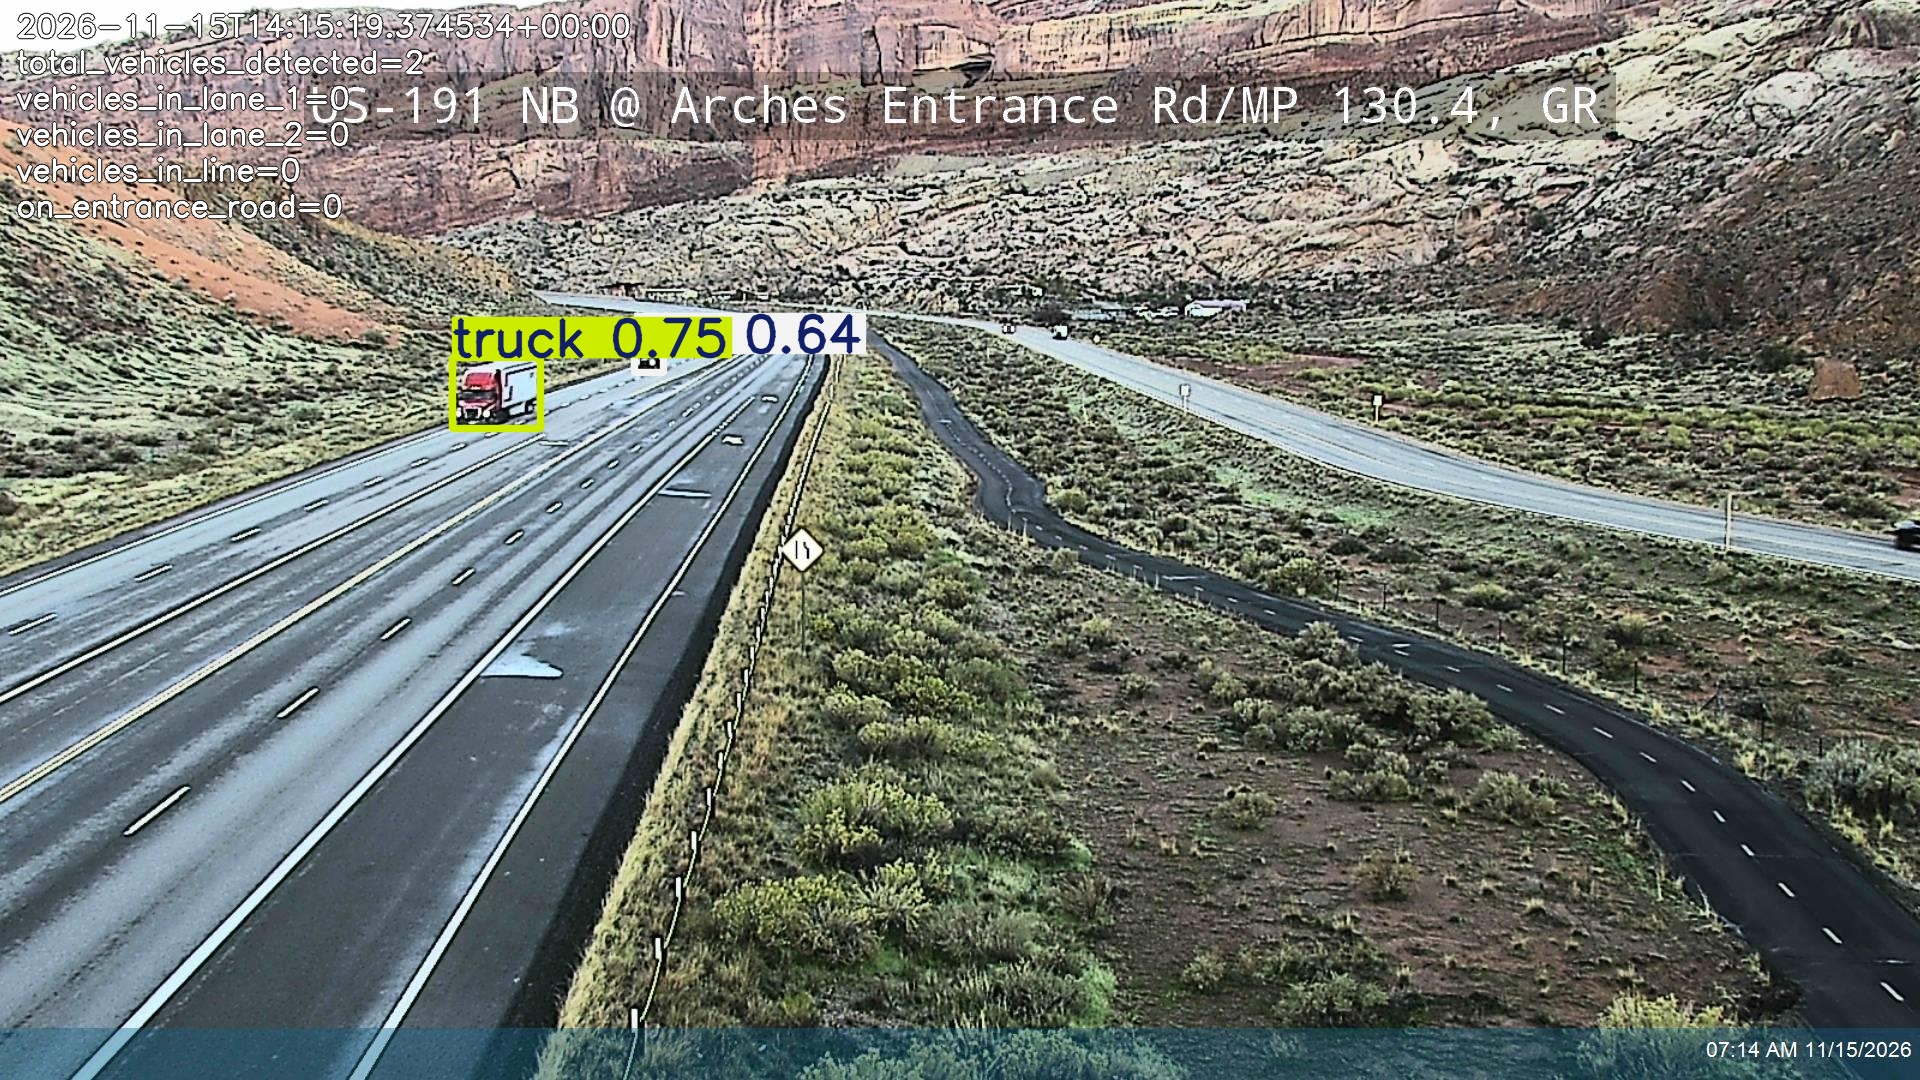 2026-11-15T14:15:19.374534+00:00
total_vehicles_detected=2
vehicles_in_lane_1=0
US-191 NB @ Arches Entrance Rd/MP 130.4, GR
vehicles_in_lane_2=0
vehicles_in_line=0
on_entrance_road=0
truck 0.75
0.64
07:14 AM 11/15/2026